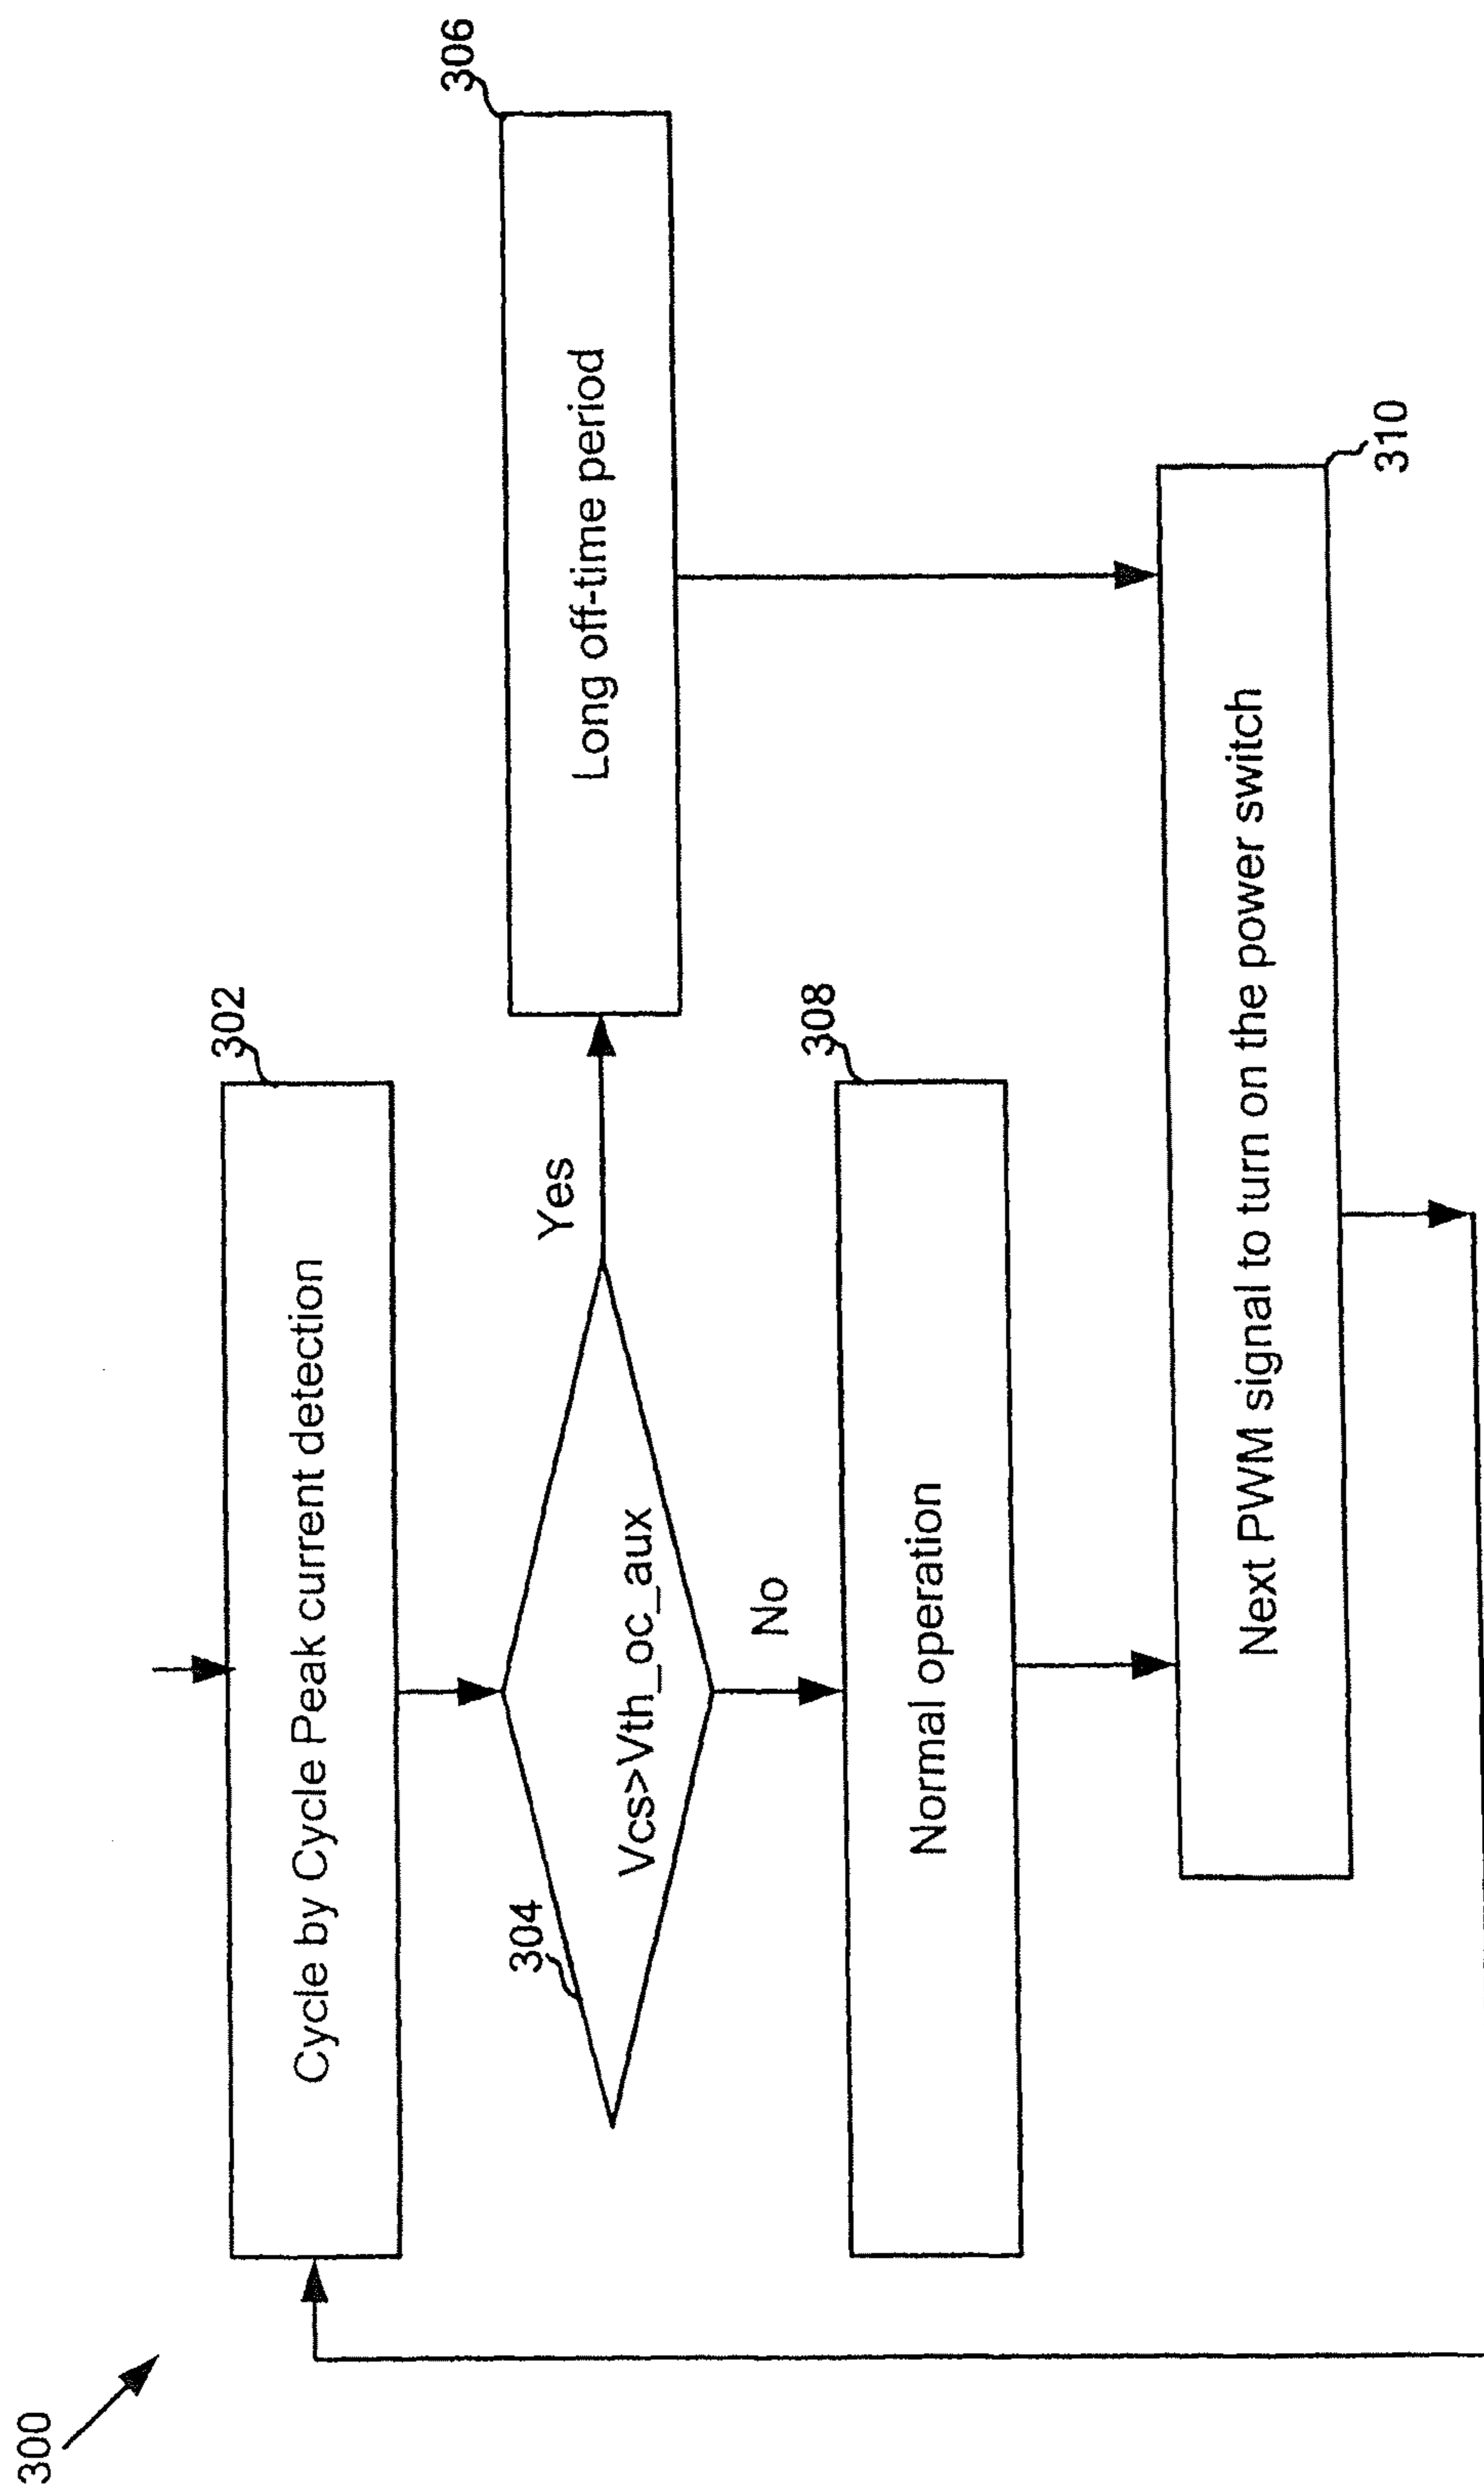 300
302
Cycle by Cycle Peak current detection
304
Vcs>Vth_oc_aux
Yes
306
Long off-time period
No
308
Normal operation
Next PWM signal to turn on the power switch
310